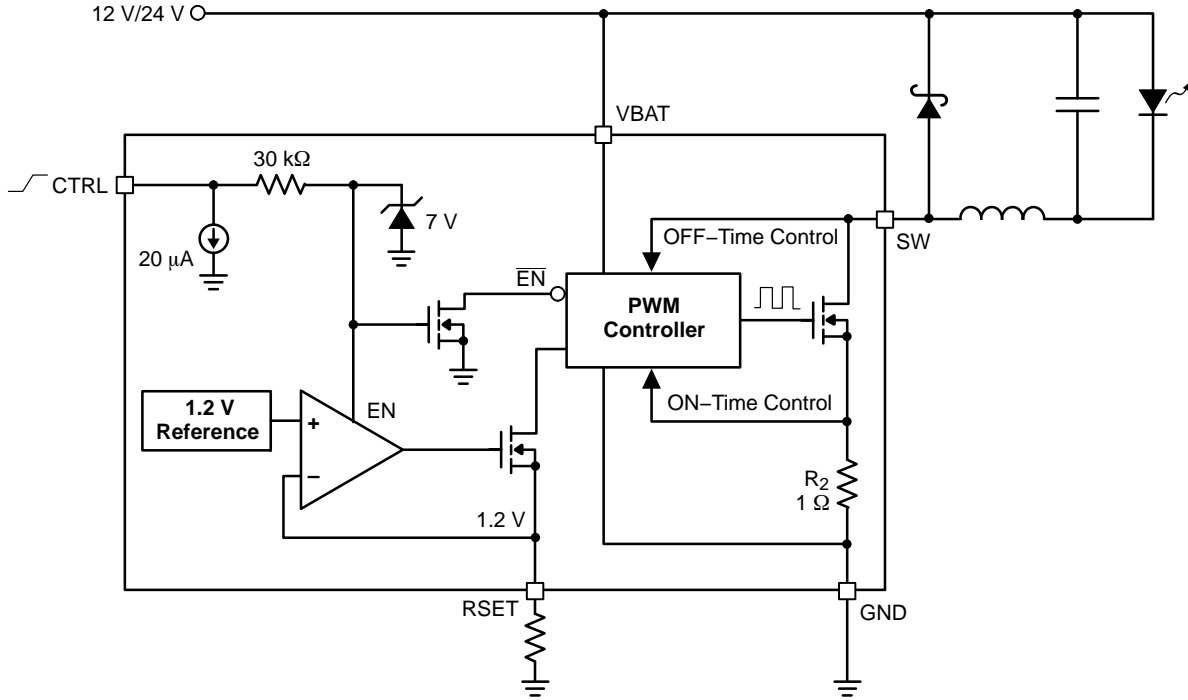 12 V/24 V
VBAT
30 kΩ
CTRL
7 V
20 μA
OFF–Time Control
SW
EN
PWM
Controller
ON–Time Control
EN
1.2 V
Reference
+
–
R2
1 Ω
1.2 V
RSET
GND